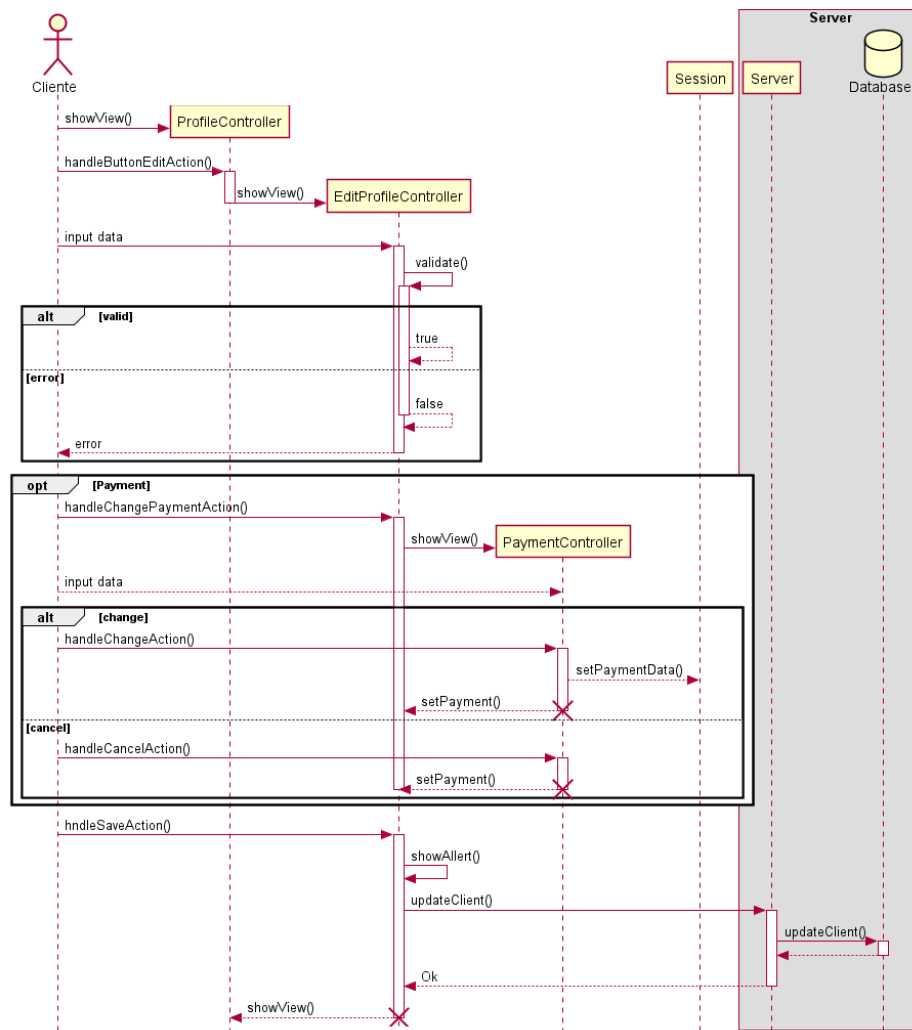 Server
Cliente
Session
Server
Database
showView()
ProfileController
handleButtonEditAction()
showView()
EditProfileController
input data
validate()
alt
[valid]
true
[error]
false
error
opt
[Payment]
handleChangePaymentAction()
showView()
PaymentController
input data
alt
[change]
handleChangeAction()
setPaymentData()
setPayment()
[cancel]
handleCancelAction()
setPayment()
hndleSaveAction()
showAllert()
updateClient()
updateClient()
Ok
showView()